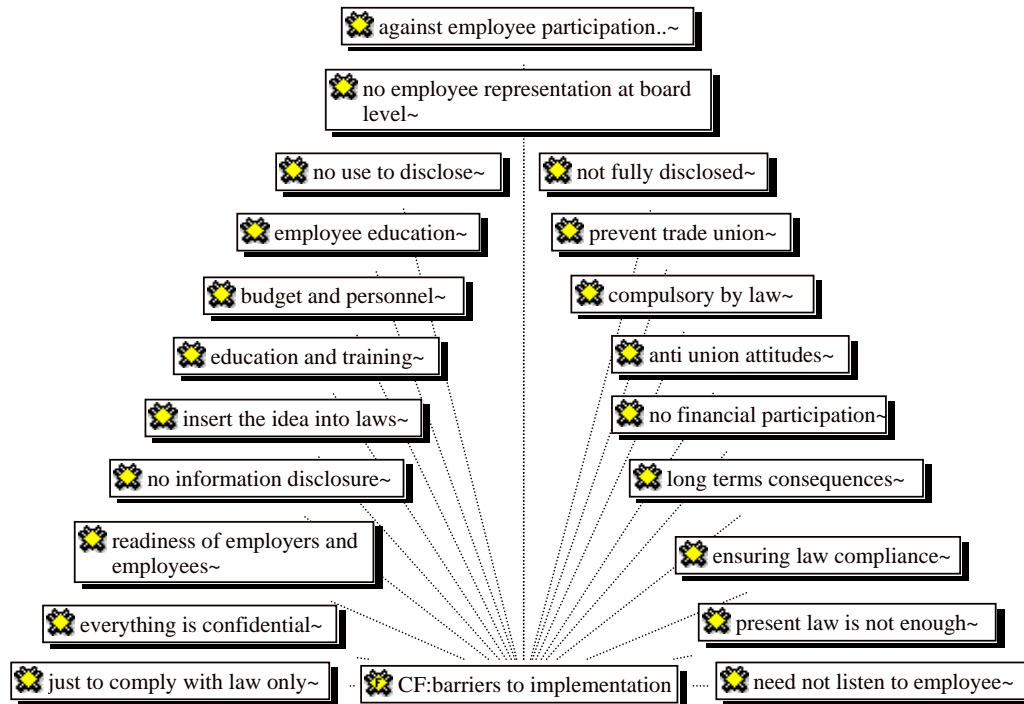 against employee participation..~
no employee representation at board
level~
no use to disclose~
not fully disclosed~
employee education~
prevent trade union~
budget and personnel~
compulsory by law~
education and training~
anti union attitudes~
insert the idea into laws~
no financial participation~
no information disclosure~
long terms consequences~
readiness of employers and
employees~
ensuring law compliance~
everything is confidential~
present law is not enough~
just to comply with law only~
CF:barriers to implementation
need not listen to employee~